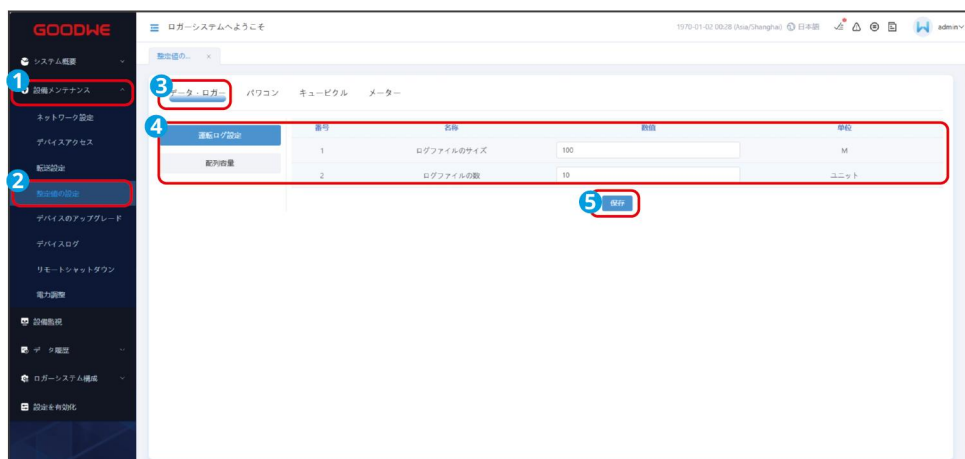 GOODWE
ロガーシステムへようこそ
1970-01-02 00:28 (Asia/Shanghai) 日本語
admin
システム概要
整定値の... ×
1
設備メンテナンス
3
データ・ロガー パワコン キュービクル メーター
ネットワーク設定
4
運転ログ設定
番号 名称 数値 単位
デバイスアクセス
1 ログファイルのサイズ 100 M
配列容量
転送設定
2
2 ログファイルの数 10 ユニット
整定値の設定
5
保存
デバイスのアップグレード
デバイスログ
リモートシャットダウン
電力調整
設備監視
データ履歴
ロガーシステム構成
設定を有効化